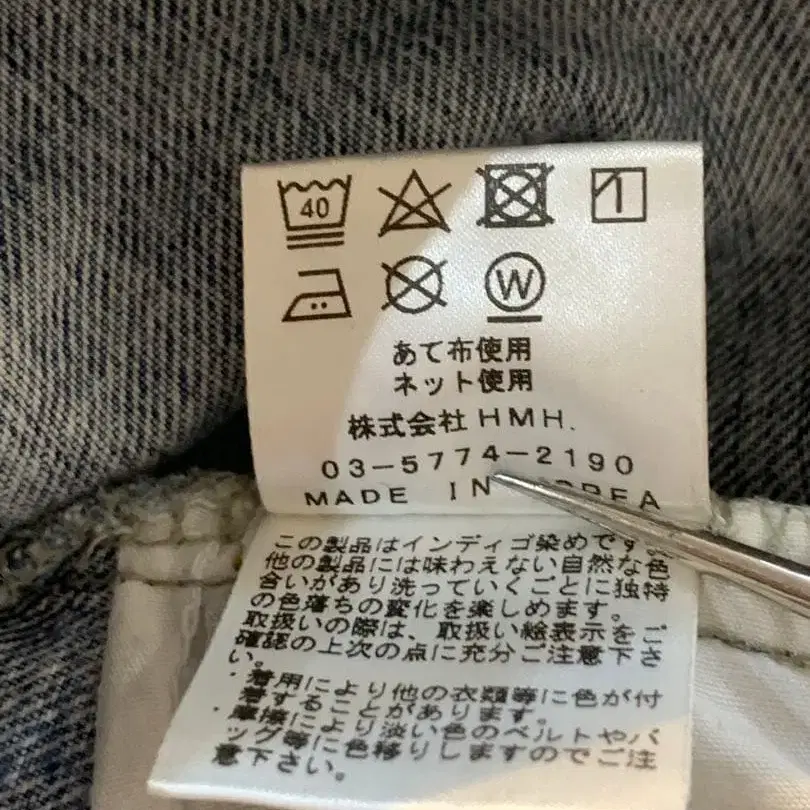 40
W
あて布使用
ネット使用
株式会社HMH.
03-5774-2190
MADE IN KOREA
この製品はインディゴ染めです。
他の製品には味わえない自然な色
合いがあり洗っていくごとに独特
の色落ちの変化を楽しめます。
取扱いの際は、取扱い絵表示をご
確認の上次の点に充分ご注意下さ
い。
・着用により他の衣類等に色が付
着することがあります。
・摩擦により淡い色のベルトやバ
ッグ等に色移りしますのでご注
意下さい。